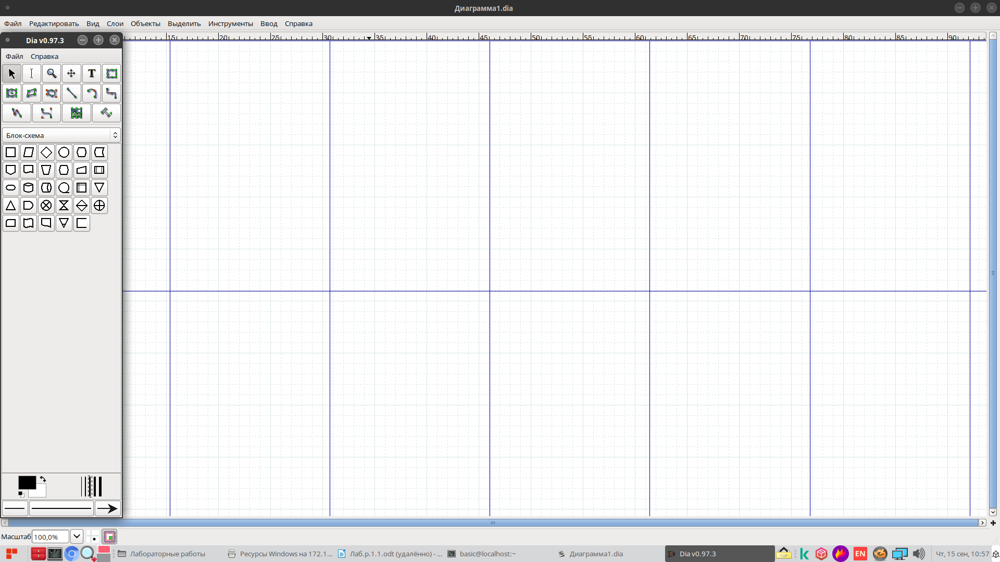 Диаграмма1.dia
Файл Редактировать Вид Слои Объекты Выделить Инструменты Ввод Справка
15 20 25 30 35 40 45 50 55 60 65 70 75 80 85 90
Dia v0.97.3
Файл Справка
T
Блок-схема
Масштаб 100,0%
Лабораторные работы Ресурсы Windows на 172.1... Лаб.р.1.1.odt (удалённо) - ... basic@localhost:~ Диаграмма1.dia Dia v0.97.3 EN Чт, 15 сен, 10:57